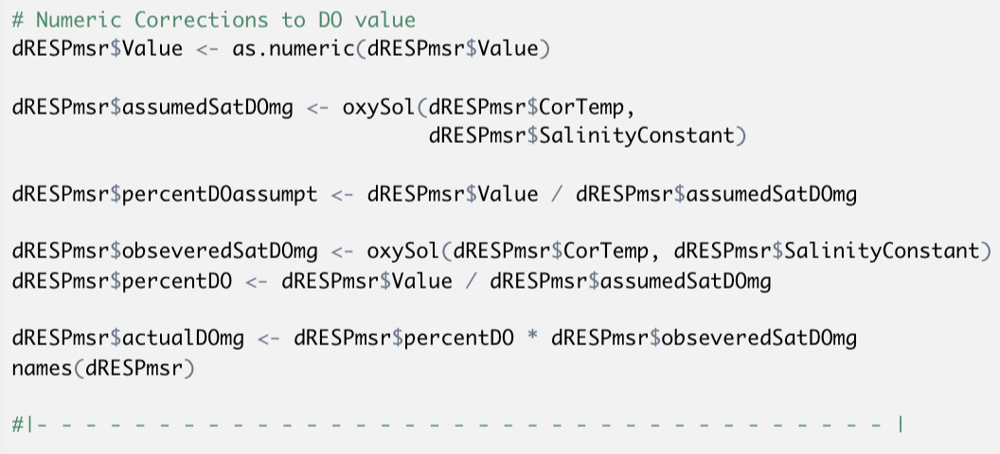 # Numeric Corrections to DO value
dRESPmsr$Value <- as.numeric(dRESPmsr$Value)
dRESPmsr$assumedSatDOmg <- oxySol(dRESPmsr$CorTemp,
dRESPmsr$SalinityConstant)
dRESPmsr$percentDOassumpt <- dRESPmsr$Value / dRESPmsr$assumedSatDOmg
dRESPmsr$obseveredSatDOmg <- oxySol(dRESPmsr$CorTemp, dRESPmsr$SalinityConstant)
dRESPmsr$percentDO <- dRESPmsr$Value / dRESPmsr$assumedSatDOmg
dRESPmsr$actualDOmg <- dRESPmsr$percentDO * dRESPmsr$obseveredSatDOmg
names(dRESPmsr)
#|- - - - - - - - - - - - - - - - - - - - - - - - - - - - - - - - - - - |